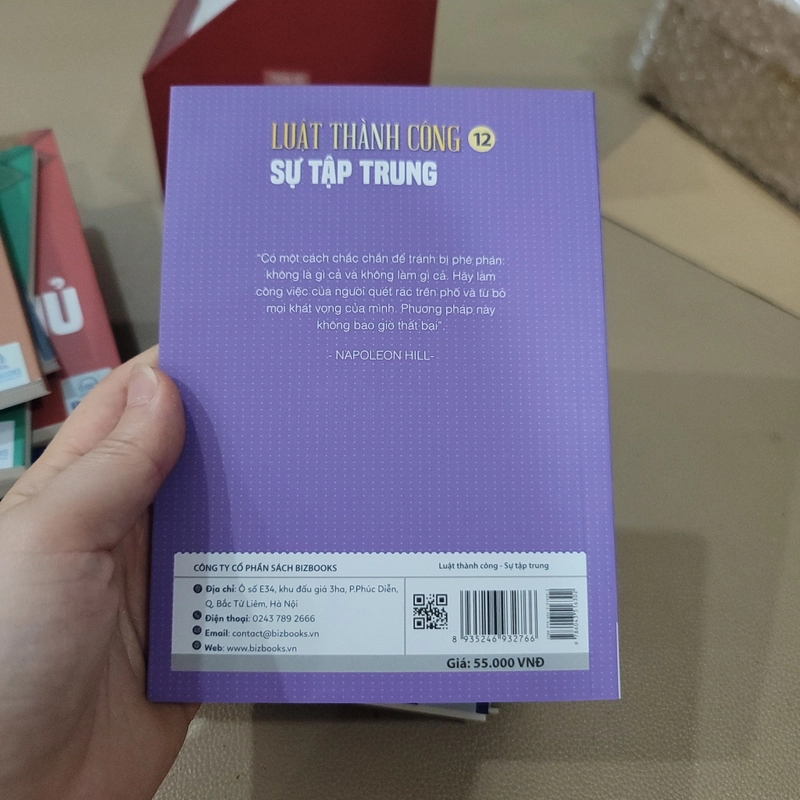 LUẬT THÀNH CÔNG 12
SỰ TẬP TRUNG
“Có một cách chắc chắn để tránh bị phê phán:
không là gì cả và không làm gì cả. Hãy làm
công việc của người quét rác trên phố và từ bỏ
mọi khát vọng của mình. Phương pháp này
không bao giờ thất bại”.
- NAPOLEON HILL-
CÔNG TY CỔ PHẦN SÁCH BIZBOOKS
Luật thành công - Sự tập trung
Địa chỉ: Ô số E34, khu đấu giá 3ha, P.Phúc Diễn,
Q, Bắc Từ Liêm, Hà Nội
Điện thoại: 0243 789 2666
Email: contact@bizbooks.vn
Web: www.bizbooks.vn
8 935246 932766
Giá: 55.000 VNĐ
Ủ